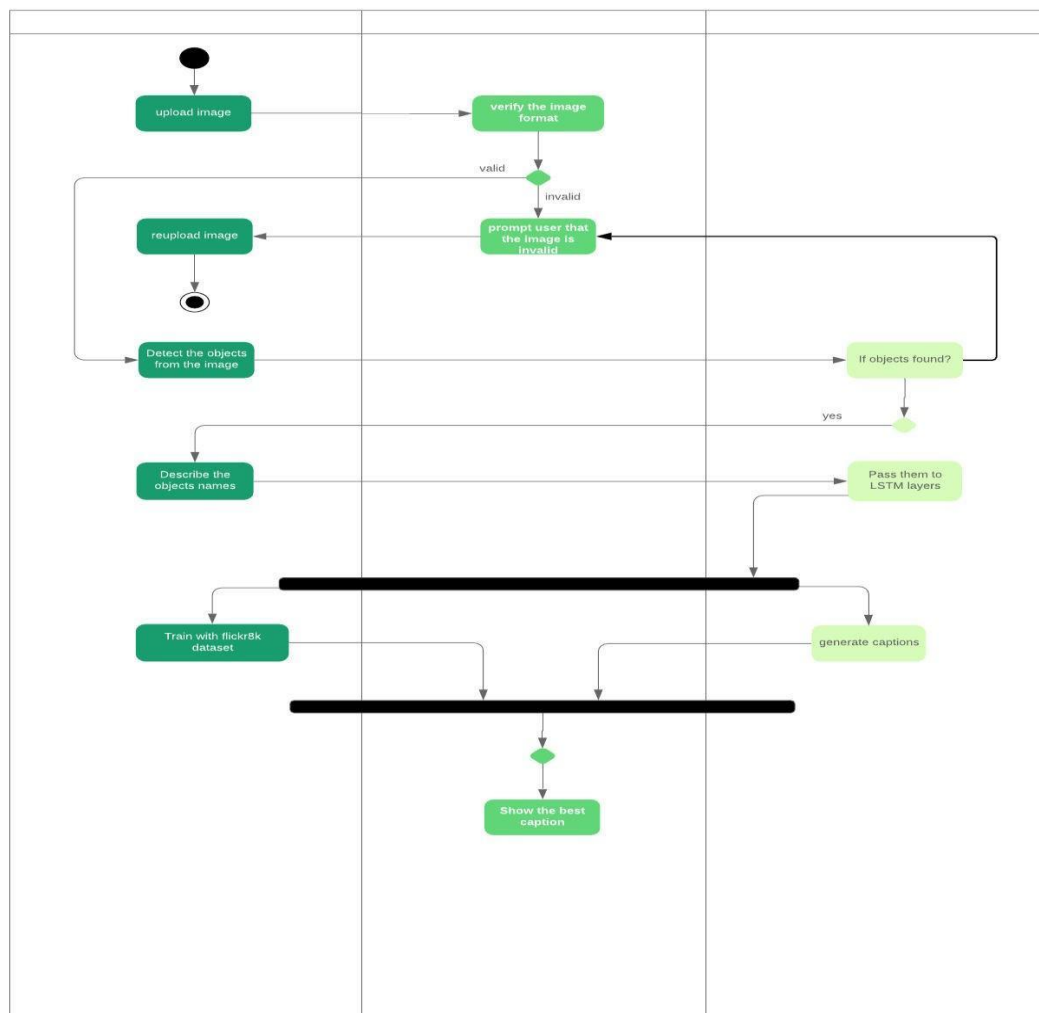 upload image
verify the image
format
valid
invalid
reupload image
prompt user that
the image is
invalid
Detect the objects
from the image
If objects found?
yes
Describe the
objects names
Pass them to
LSTM layers
Train with flickr8k
dataset
generate captions
Show the best
caption